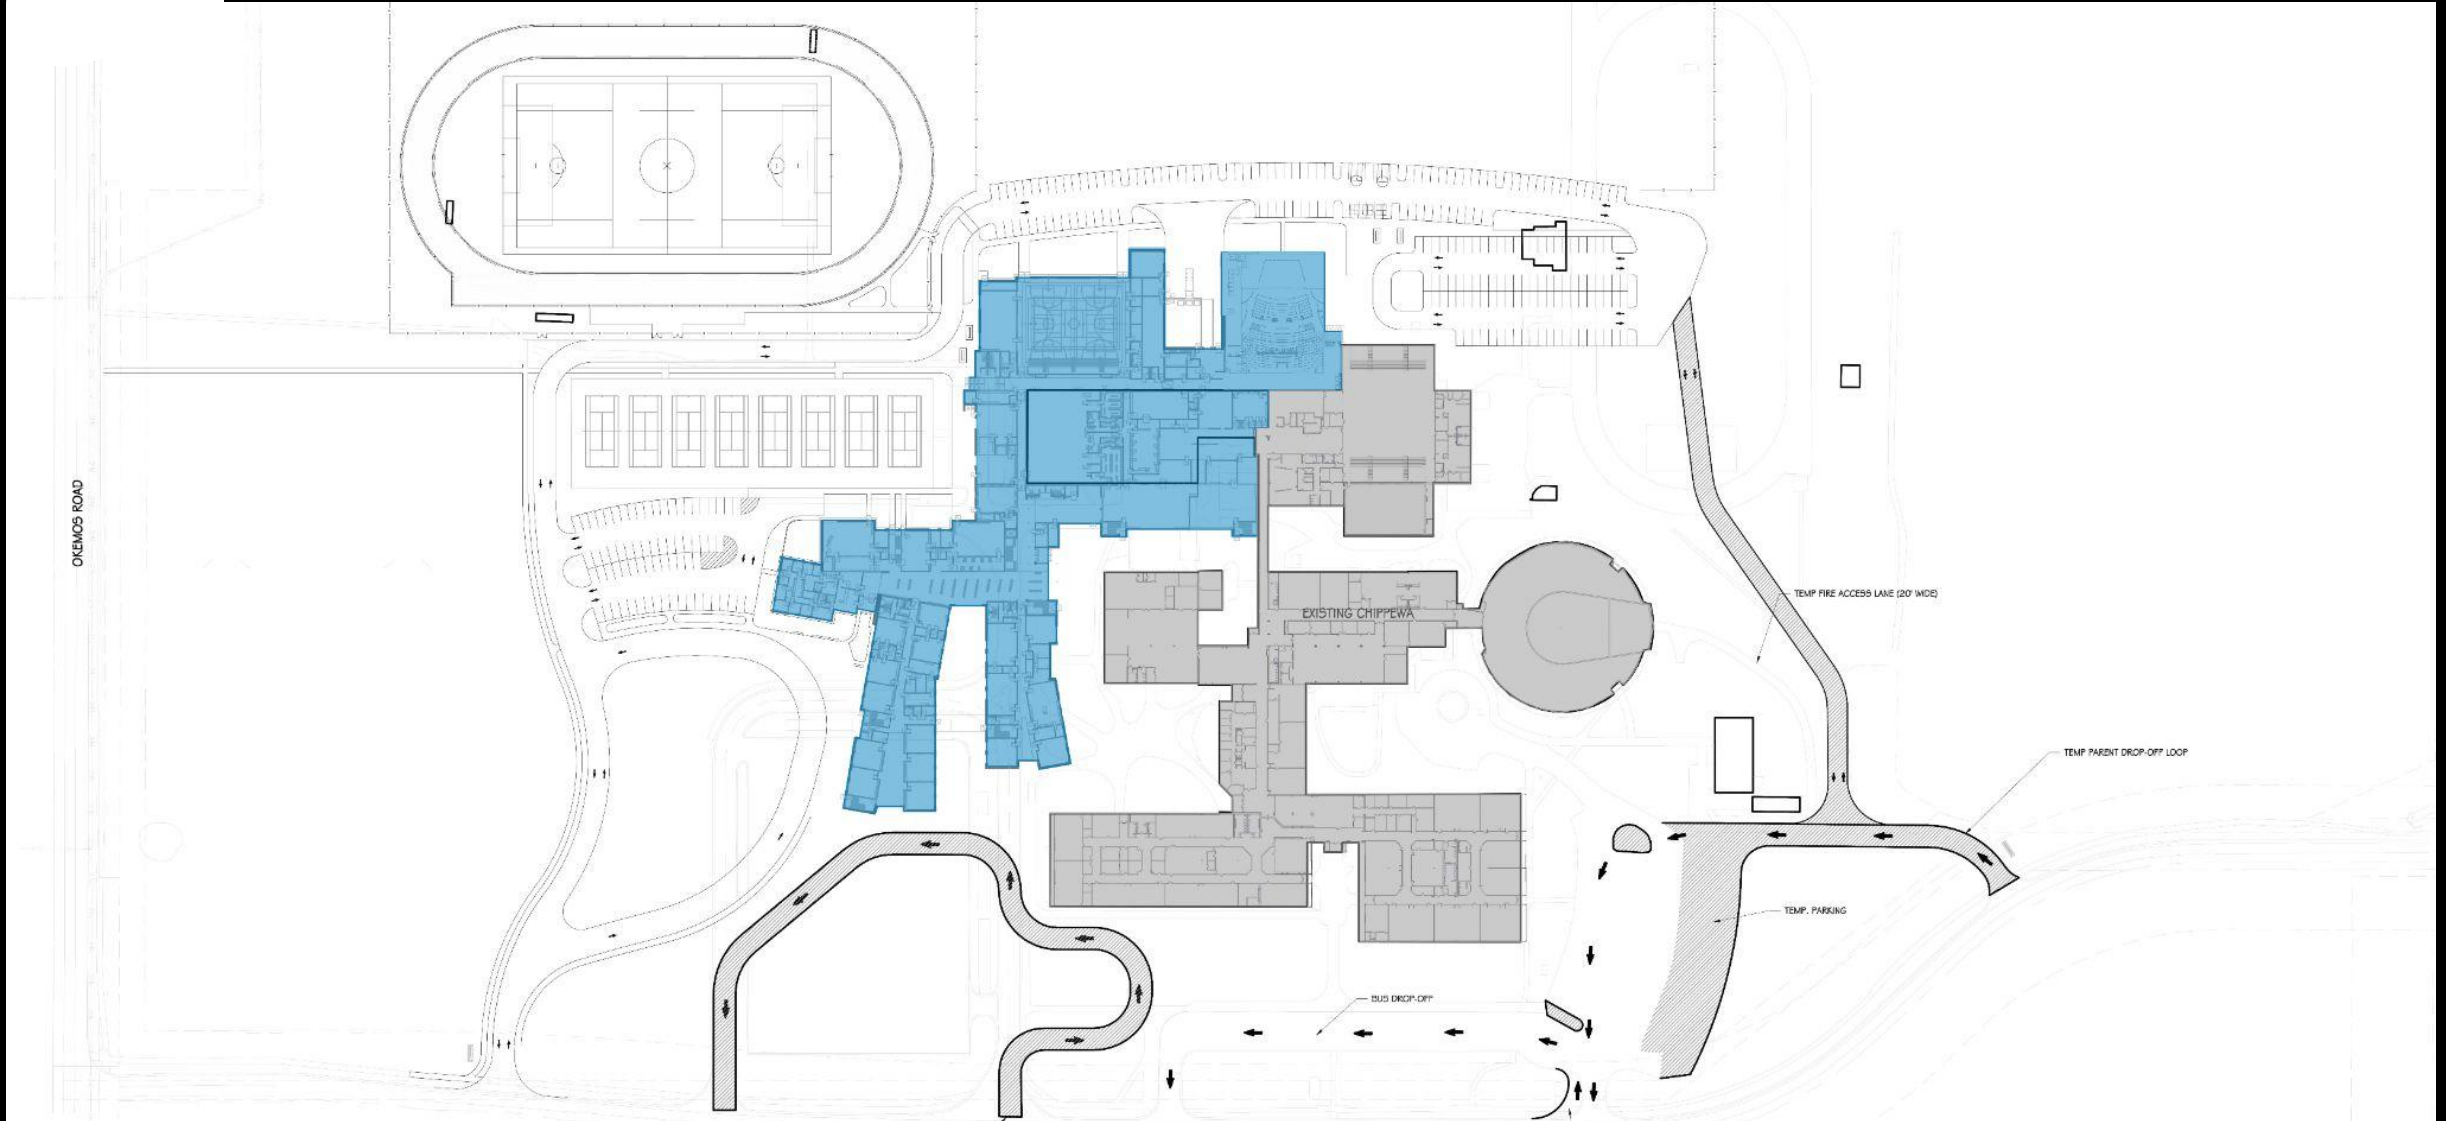 OKEMOS ROAD
TEMP FIRE ACCESS LANE (20' WIDE)
EXISTING CHIPPEWA
TEMP PARENT DROP-OFF LOOP
TEMP. PARKING
BUS DROP-OFF